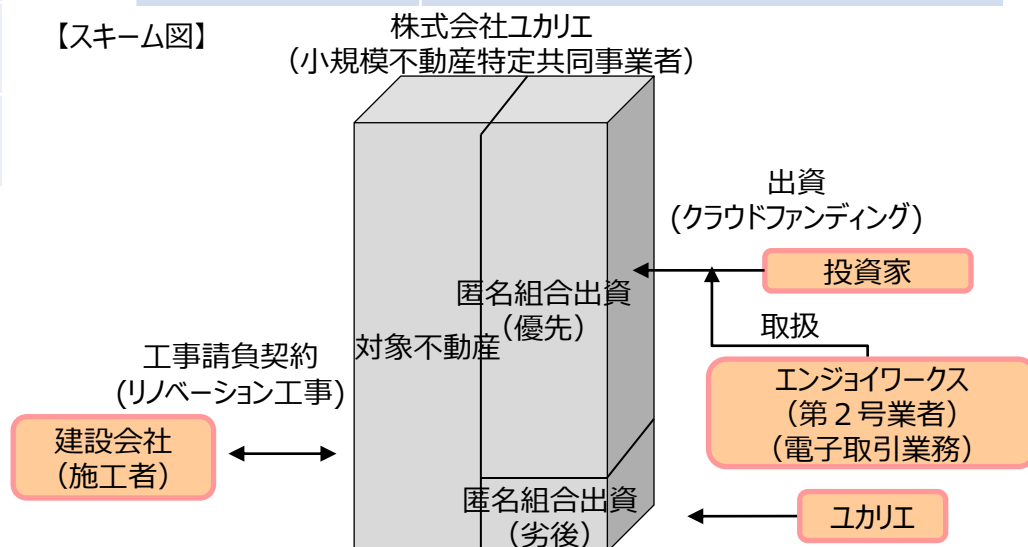 【スキーム図】
株式会社ユカリエ
（小規模不動産特定共同事業者）
出資
(クラウドファンディング)
投資家
匿名組合出資
（優先）
取扱
対象不動産
工事請負契約
(リノベーション工事)
エンジョイワークス
（第２号業者）
（電子取引業務）
建設会社
（施工者）
匿名組合出資
（劣後）
ユカリエ